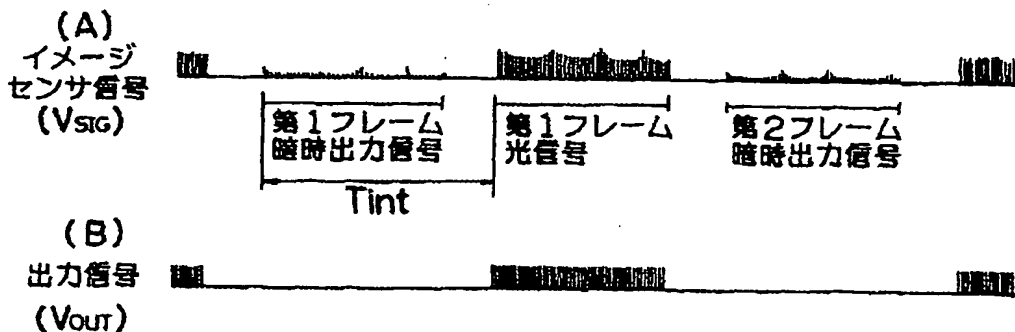 (A)
イメージ
センサ信号
(VSIG)
第1フレーム
暗時出力信号
第1フレーム
光信号
第2フレーム
暗時出力信号
Tint
(B)
出力信号
(VOUT)